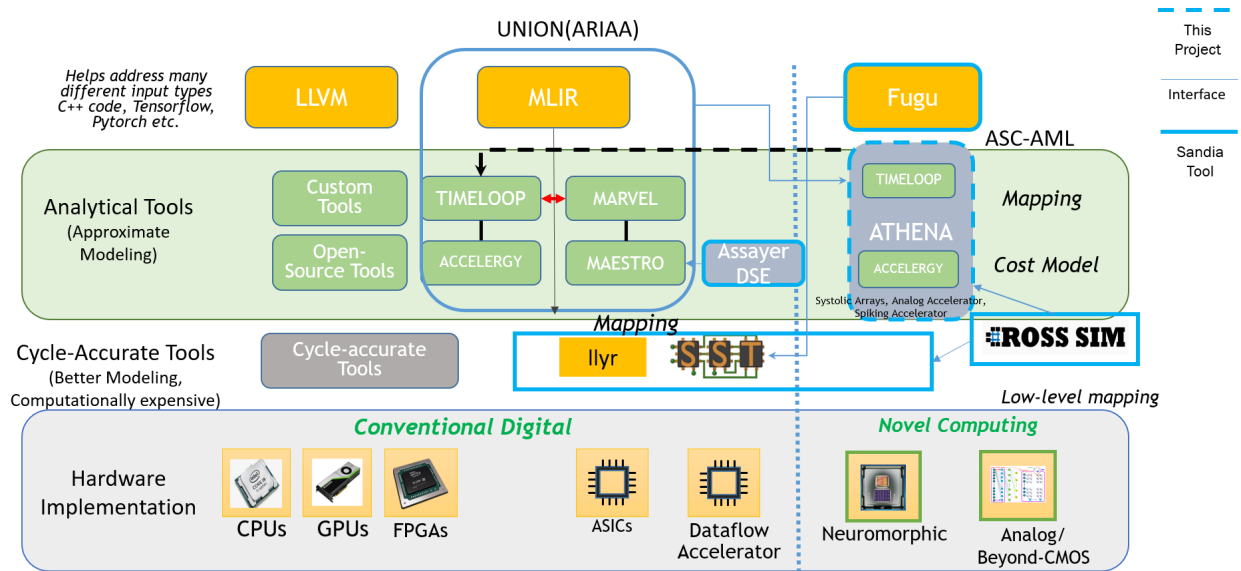 UNION(ARIAA)
This
Project
Interface
Sandia
Tool
Helps address many
different input types
C++ code, Tensorflow,
Pytorch etc.
LLVM
MLIR
Fugu
ASC-AML
Analytical Tools
(Approximate
Modeling)
Custom
Tools
Open-
Source Tools
TIMELOOP
MARVEL
ACCELERGY
MAESTRO
Assayer
DSE
TIMELOOP
ATHENA
ACCELERGY
Systolic Arrays, Analog Accelerator,
Spiking Accelerator
Mapping
Cost Model
Mapping
Cycle-Accurate Tools
(Better Modeling,
Computationally expensive)
Cycle-accurate
Tools
llyr
SST
ROSS SIM
Low-level mapping
Conventional Digital
Novel Computing
Hardware
Implementation
CPUs
GPUs
FPGAs
ASICs
Dataflow
Accelerator
Neuromorphic
Analog/
Beyond-CMOS